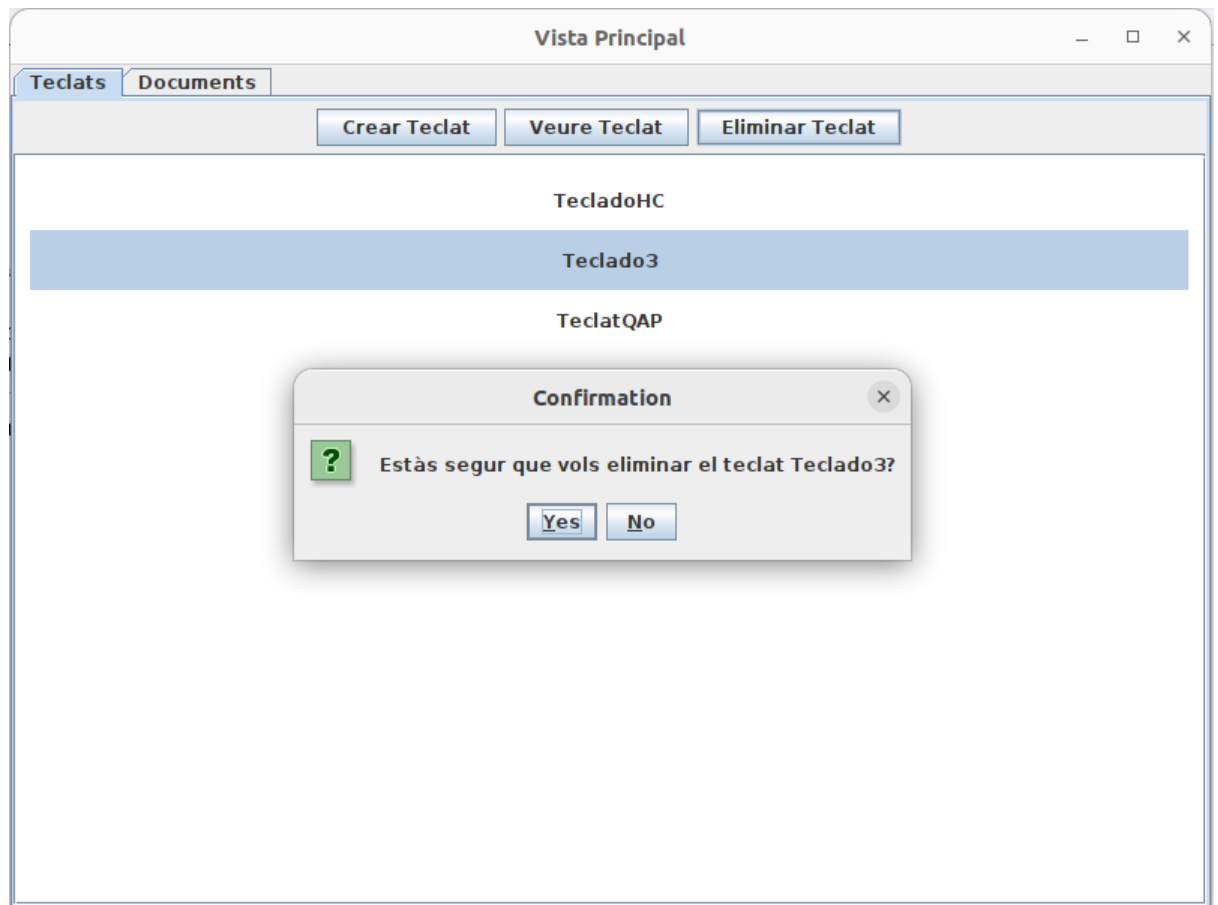 Vista Principal
Teclats Documents
Crear Teclat Veure Teclat Eliminar Teclat
TecladoHC
Teclado3
TeclatQAP
Confirmation
? Estàs segur que vols eliminar el teclat Teclado3?
Yes No